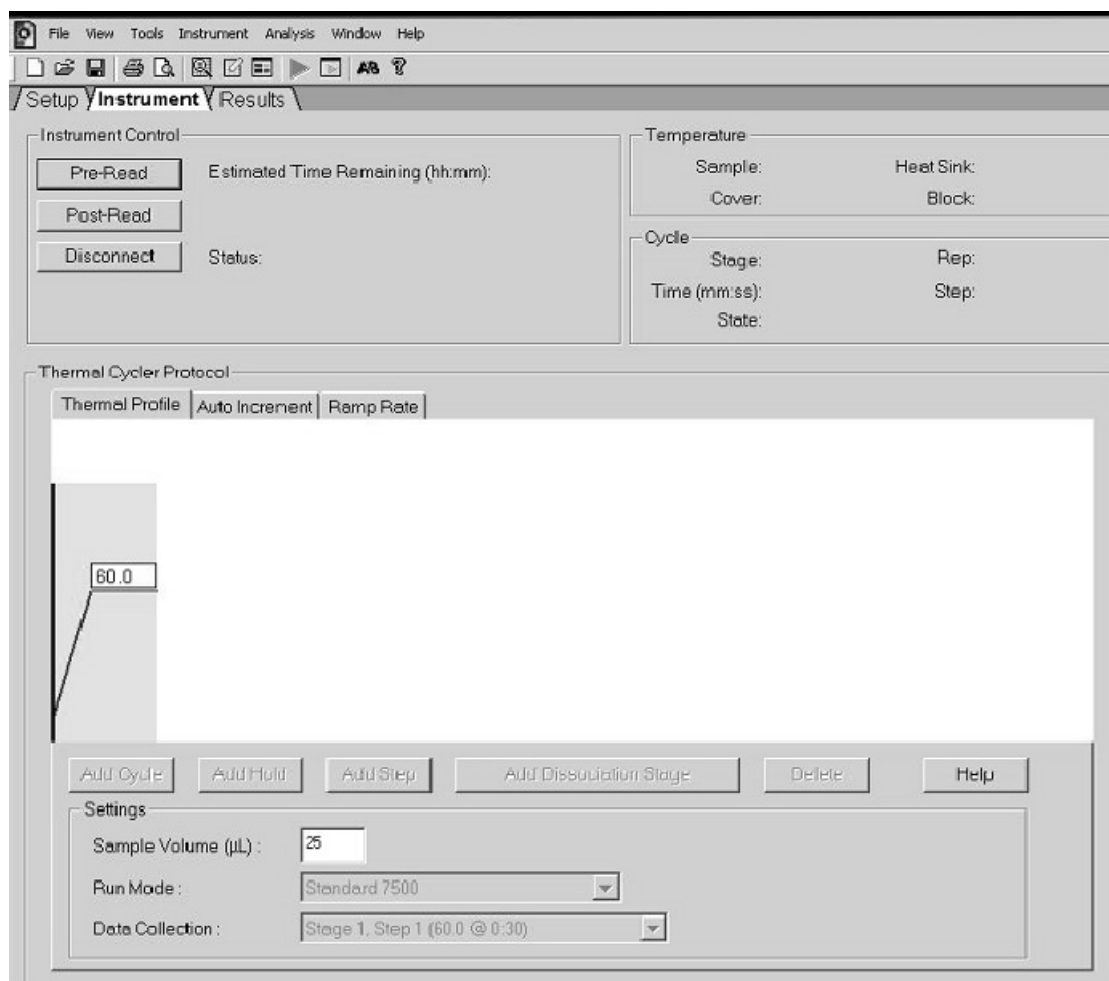 File View Tools Instrument Analysis Window Help
Setup Instrument Results
Instrument Control
Pre-Read
Estimated Time Remaining (hh:mm):
Post-Read
Disconnect
Status:
Temperature
Sample: Heat Sink:
Cover: Block:
Cycle
Stage: Rep:
Time (mm:ss): Step:
State:
Thermal Cycler Protocol
Thermal Profile Auto Increment Ramp Rate
60.0
Add Cycle Add Hold Add Step Add Dissociation Stage Delete Help
Settings
Sample Volume (µL) : 25
Run Mode : Standard 7500
Data Collection : Stage 1, Step 1 (60.0 @ 0:30)